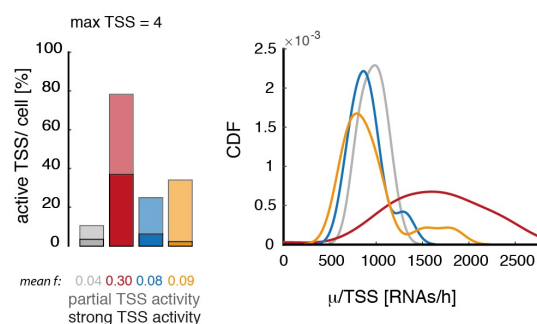 max TSS = 4
active TSS/ cell [%]
100
80
60
40
20
0
mean f: 0.04 0.30 0.08 0.09
partial TSS activity
strong TSS activity
×10⁻³
CDF
2.5
2
1.5
1
0.5
0
0 500 1000 1500 2000 2500
μ/TSS [RNAs/h]